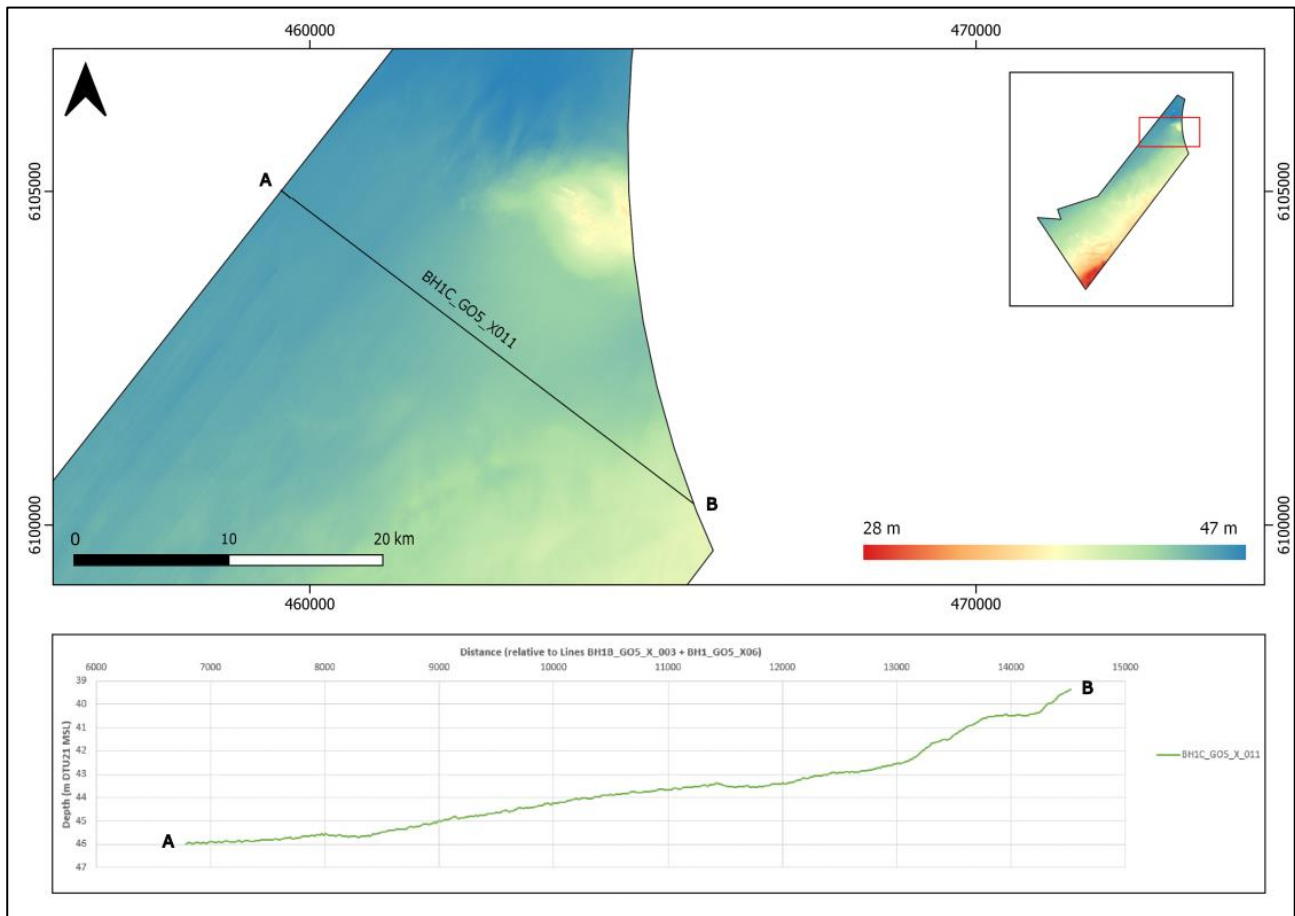 460000 470000
6105000 6105000
A
BH1C_GO5_X011
B
6100000 6100000
0 10 20 km
28 m 47 m
460000 470000
Distance (relative to Lines BH1B_GO5_X_003 + BH1_GO5_X06)
6000 7000 8000 9000 10000 11000 12000 13000 14000 15000
39
B
40
41
42
43
44
45
46
47
Depth (m DTU21 MSL)
A
BH1C_GO5_X_011